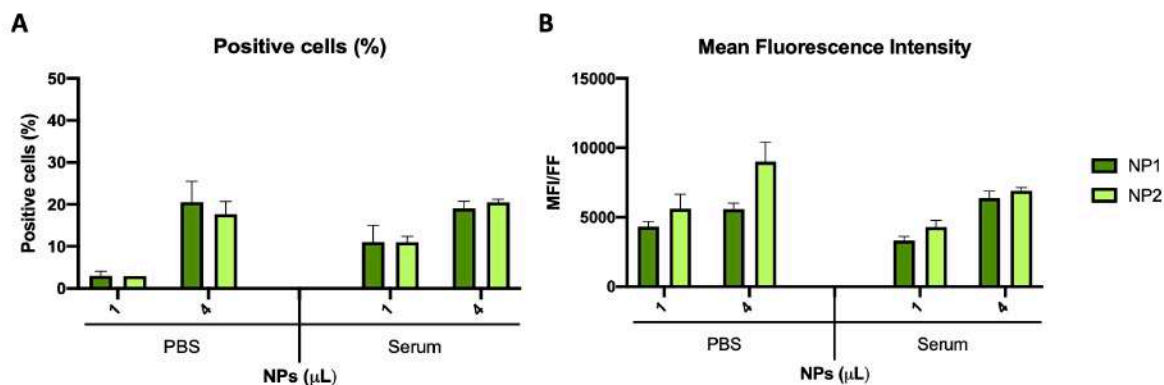 A
Positive cells (%)
Positive cells (%)
50
40
30
20
10
0
1
4
1
4
PBS
Serum
NPs (μL)
B
Mean Fluorescence Intensity
MFI/FF
15000
10000
5000
0
1
4
1
4
PBS
Serum
NPs (μL)
NP1
NP2